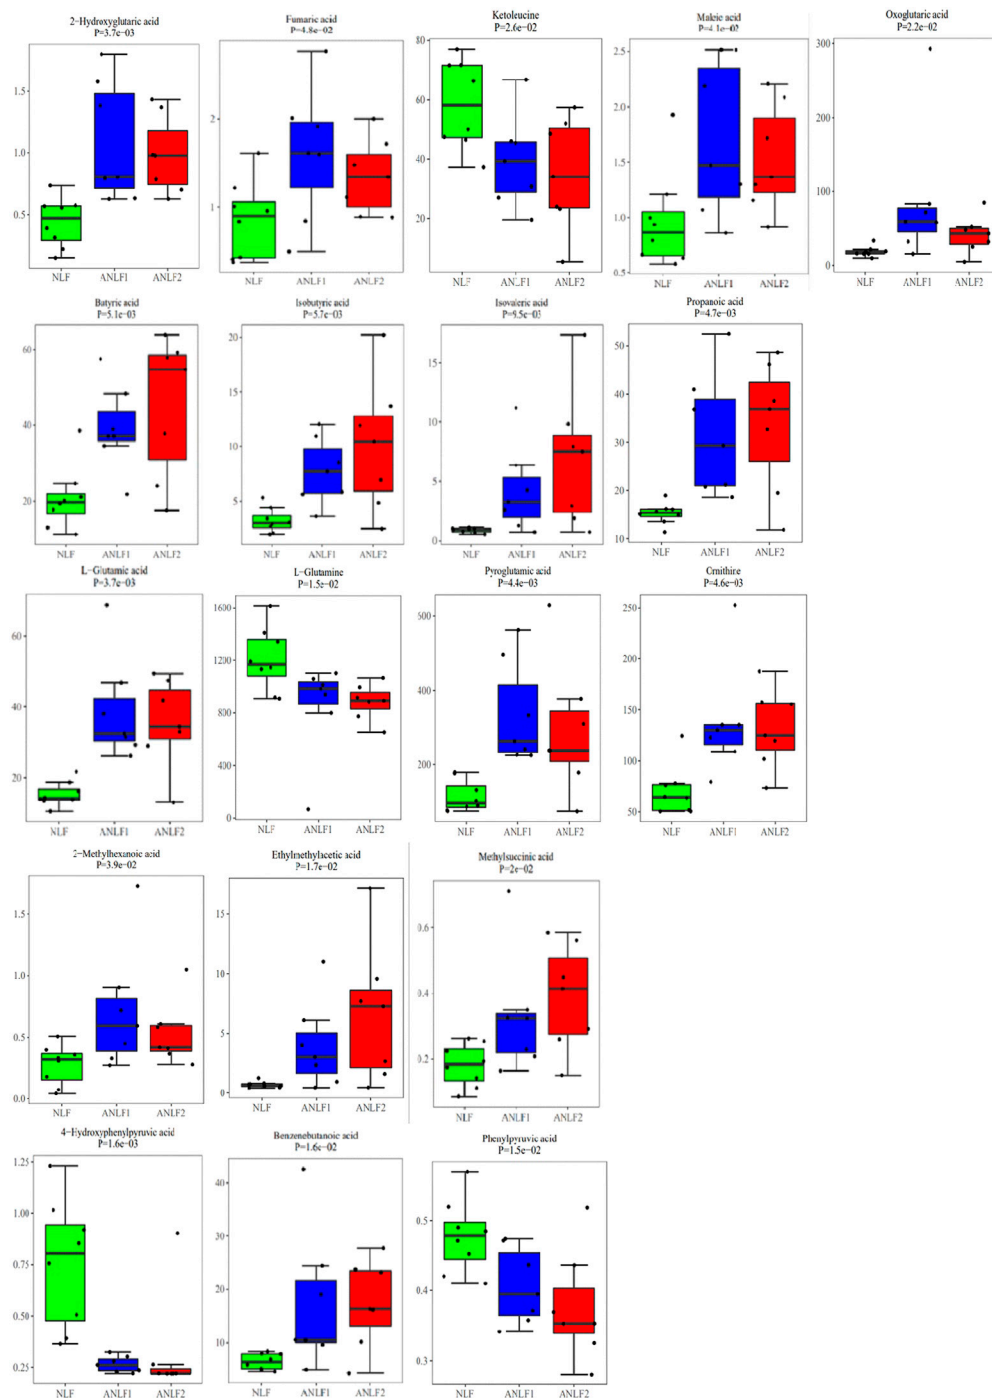 2-Hydroxyglutaric acid
P=3.7e-03
1.5
1.0
0.5
NLF ANLF1 ANLF2
Fumaric acid
P=4.8e-02
2
1
NLF ANLF1 ANLF2
Ketoleucine
P=2.6e-02
80
60
40
20
NLF ANLF1 ANLF2
Maleic acid
P=4.1e-02
2.5
2.0
1.5
1.0
0.5
NLF ANLF1 ANLF2
Oxoglutaric acid
P=2.2e-02
300
200
100
0
NLF ANLF1 ANLF2
Butyric acid
P=5.1e-03
60
40
20
NLF ANLF1 ANLF2
Isobutyric acid
P=5.7e-03
20
15
10
5
NLF ANLF1 ANLF2
Isovaleric acid
P=9.5e-03
15
10
5
0
NLF ANLF1 ANLF2
Propanoic acid
P=4.7e-03
50
40
30
20
10
NLF ANLF1 ANLF2
L-Glutamic acid
P=3.7e-03
60
40
20
NLF ANLF1 ANLF2
L-Glutamine
P=1.5e-02
1600
1200
800
400
0
NLF ANLF1 ANLF2
Pyroglutamic acid
P=4.4e-03
500
300
200
NLF ANLF1 ANLF2
Ornithire
P=4.6e-03
250
200
150
100
50
NLF ANLF1 ANLF2
2-Methylhexanoic acid
P=3.9e-02
1.5
1.0
0.5
0.0
NLF ANLF1 ANLF2
Ethylmethylacetic acid
P=1.7e-02
15
10
5
0
NLF ANLF1 ANLF2
Methylsuccinic acid
P=2e-02
0.6
0.4
0.2
NLF ANLF1 ANLF2
4-Eydroxyphenylpyruvic acid
P=1.6e-03
1.25
1.00
0.75
0.50
0.25
NLF ANLF1 ANLF2
Benzenebutanoic acid
P=1.6e-02
40
30
20
10
0
NLF ANLF1 ANLF2
Phenylpyruvic acid
P=1.5e-02
0.5
0.4
0.3
NLF ANLF1 ANLF2